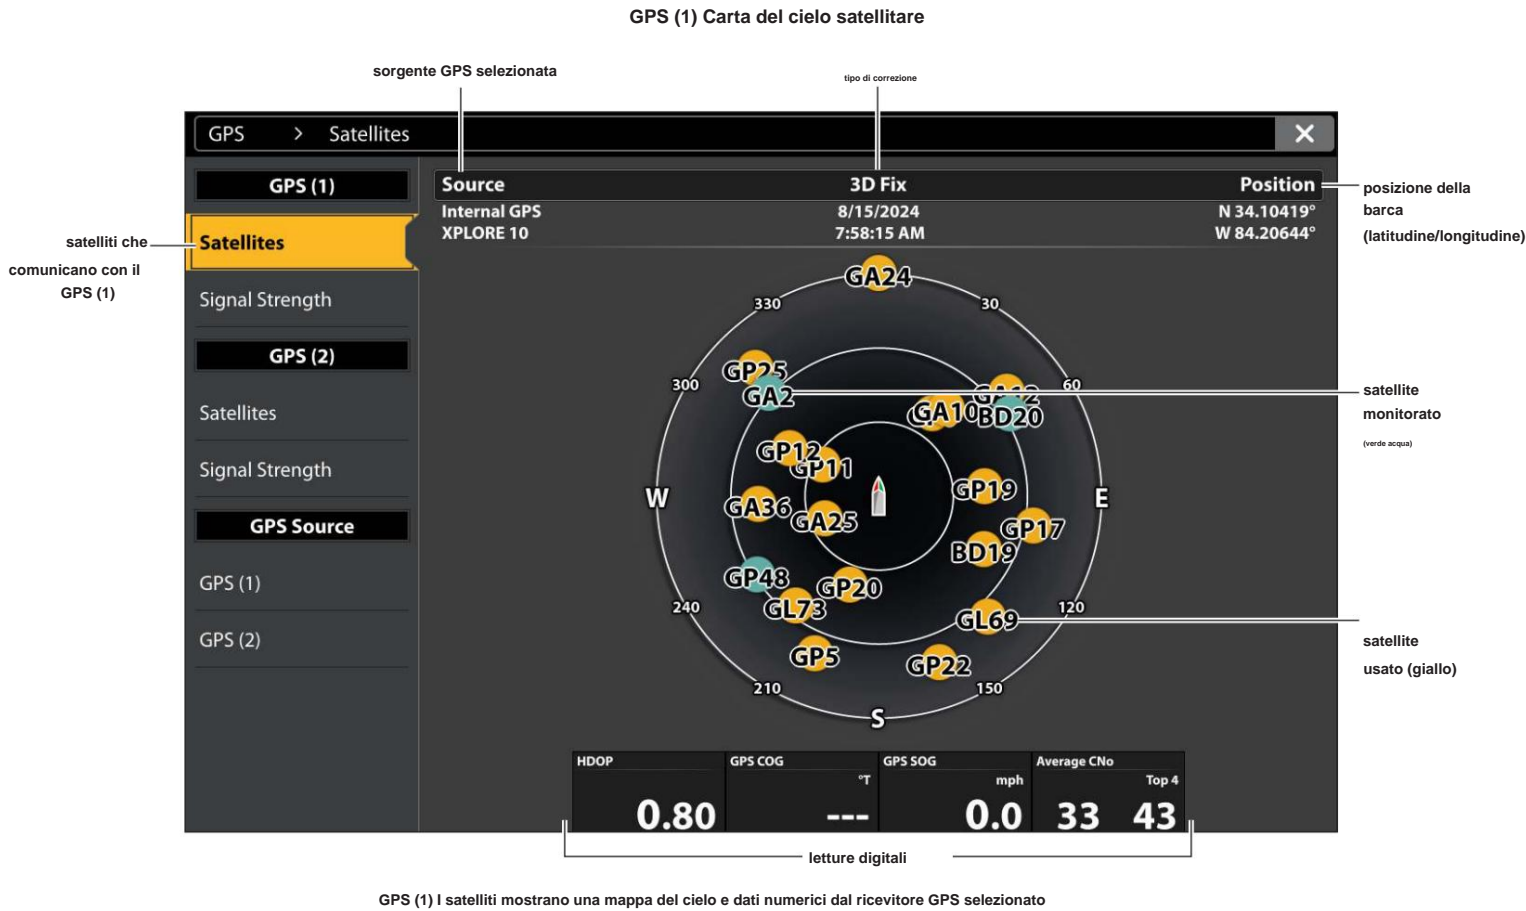 GPS (1) Carta del cielo satellitare
sorgente GPS selezionata
tipo di correzione
GPS > Satellites
GPS (1)
Source
3D Fix
Position
posizione della
barca
(latitudine/longitudine)
Internal GPS
8/15/2024
N 34.10419°
XPLORE 10
7:58:15 AM
W 84.20644°
satelliti che
comunicano con il
GPS (1)
Satellites
Signal Strength
GPS (2)
Satellites
Signal Strength
GPS Source
GPS (1)
GPS (2)
GA24
330
30
GP25
300
60
GA2
GA10
BD20
satellite
monitorato
(verde acqua)
GP12
GP11
GP19
W
E
GA36
GA25
GP17
BD19
GP48
GP20
240
GL73
120
GL69
satellite
usato (giallo)
GP5
GP22
210
150
S
HDOP
0.80
GPS COG
°T
---
GPS SOG
mph
0.0
Average CNo
Top 4
33 43
letture digitali
GPS (1) I satelliti mostrano una mappa del cielo e dati numerici dal ricevitore GPS selezionato